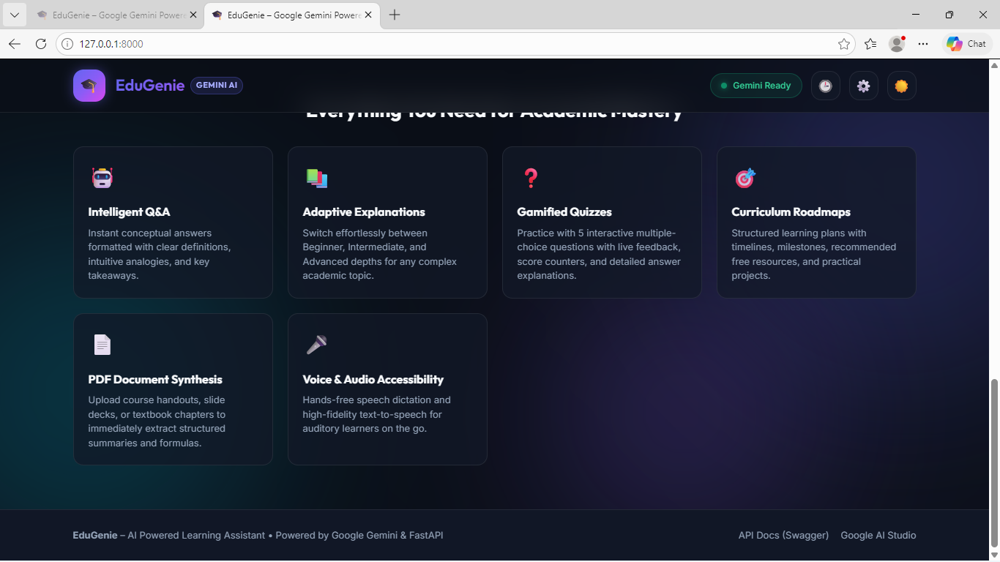 EduGenie – Google Gemini Powere
EduGenie – Google Gemini Powere
127.0.0.1:8000
Chat
EduGenie
GEMINI AI
Gemini Ready
Everything You Need for Academic Mastery
Intelligent Q&A
Instant conceptual answers
formatted with clear definitions,
intuitive analogies, and key
takeaways.
Adaptive Explanations
Switch effortlessly between
Beginner, Intermediate, and
Advanced depths for any complex
academic topic.
Gamified Quizzes
Practice with 5 interactive multiple-
choice questions with live feedback,
score counters, and detailed answer
explanations.
Curriculum Roadmaps
Structured learning plans with
timelines, milestones, recommended
free resources, and practical
projects.
PDF Document Synthesis
Upload course handouts, slide
decks, or textbook chapters to
immediately extract structured
summaries and formulas.
Voice & Audio Accessibility
Hands-free speech dictation and
high-fidelity text-to-speech for
auditory learners on the go.
EduGenie – AI Powered Learning Assistant • Powered by Google Gemini & FastAPI
API Docs (Swagger)
Google AI Studio